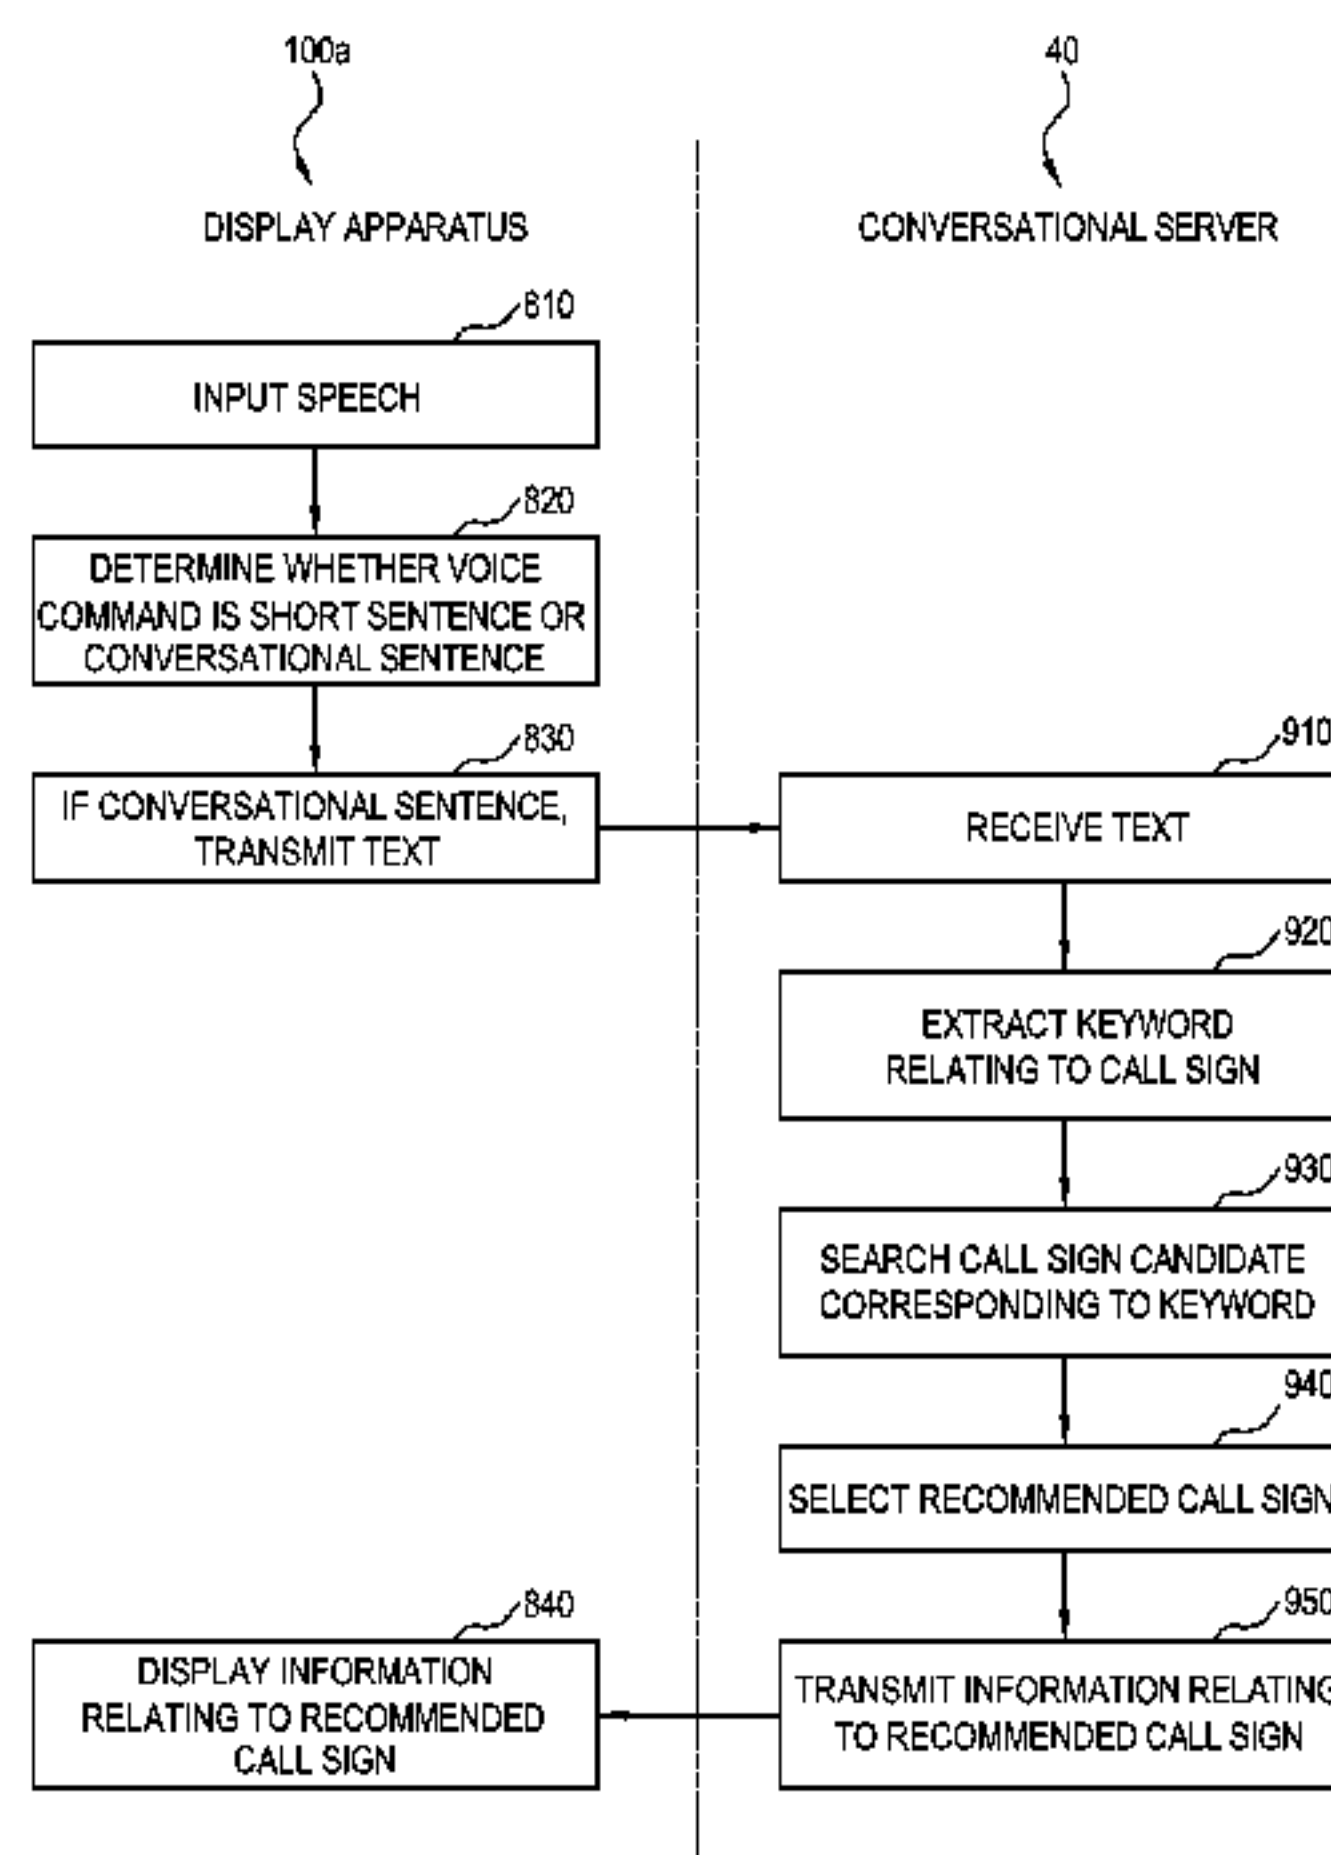 100a
40
DISPLAY APPARATUS
CONVERSATIONAL SERVER
810
INPUT SPEECH
820
DETERMINE WHETHER VOICE
COMMAND IS SHORT SENTENCE OR
CONVERSATIONAL SENTENCE
830
IF CONVERSATIONAL SENTENCE,
TRANSMIT TEXT
910
RECEIVE TEXT
920
EXTRACT KEYWORD
RELATING TO CALL SIGN
930
SEARCH CALL SIGN CANDIDATE
CORRESPONDING TO KEYWORD
940
SELECT RECOMMENDED CALL SIGN
950
TRANSMIT INFORMATION RELATING
TO RECOMMENDED CALL SIGN
840
DISPLAY INFORMATION
RELATING TO RECOMMENDED
CALL SIGN